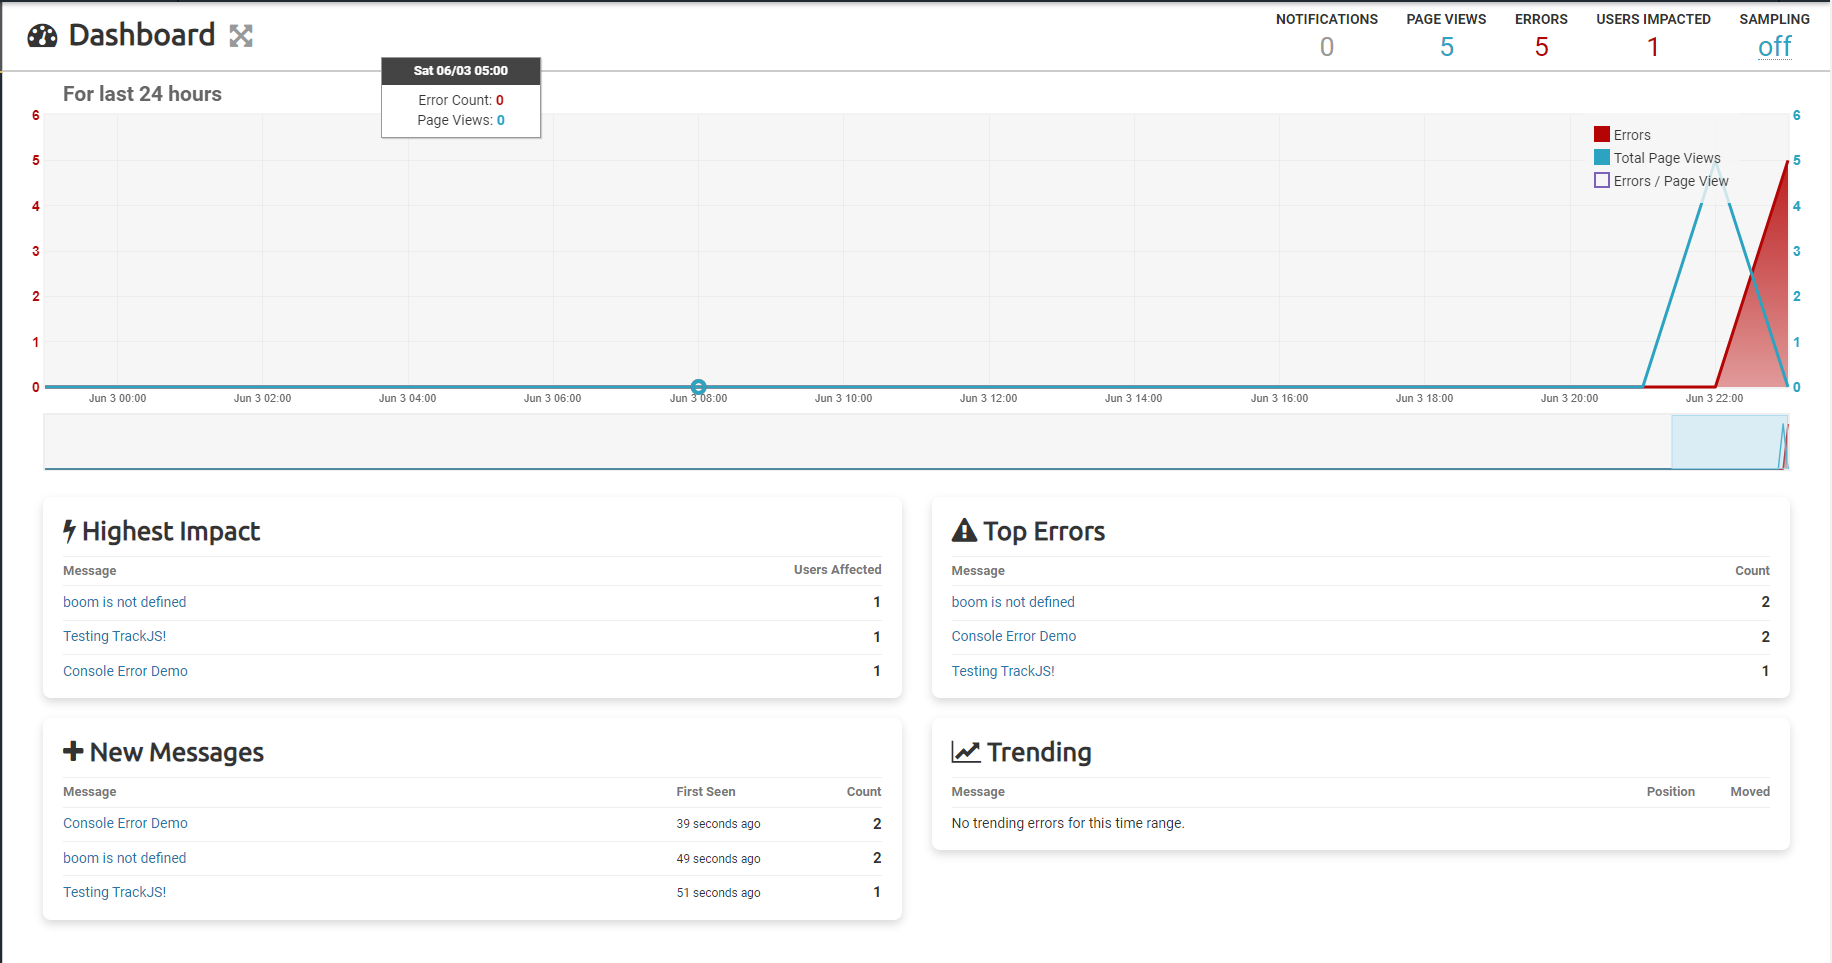 Dashboard
NOTIFICATIONS PAGE VIEWS ERRORS USERS IMPACTED SAMPLING
0 5 5 1 off
Sat 06/03 05:00
Error Count: 0
Page Views: 0
For last 24 hours
6 6
5 5
4 4
3 3
2 2
1 1
0 0
Errors
Total Page Views
Errors / Page View
Jun 3 00:00 Jun 3 02:00 Jun 3 04:00 Jun 3 06:00 Jun 3 08:00 Jun 3 10:00 Jun 3 12:00 Jun 3 14:00 Jun 3 16:00 Jun 3 18:00 Jun 3 20:00 Jun 3 22:00
Highest Impact
Message Users Affected
boom is not defined 1
Testing TrackJS! 1
Console Error Demo 1
Top Errors
Message Count
boom is not defined 2
Console Error Demo 2
Testing TrackJS! 1
New Messages
Message First Seen Count
Console Error Demo 39 seconds ago 2
boom is not defined 49 seconds ago 2
Testing TrackJS! 51 seconds ago 1
Trending
Message Position Moved
No trending errors for this time range.